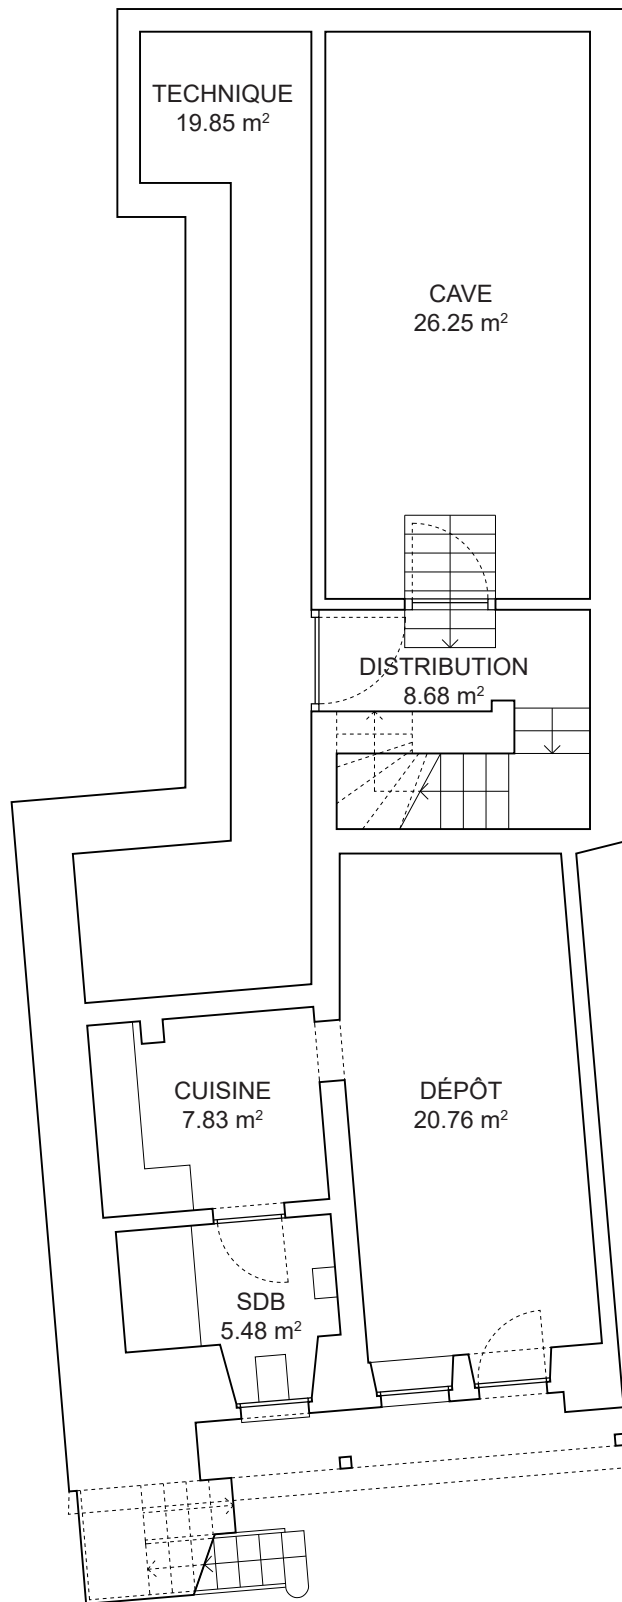 TECHNIQUE
19.85 m²
CAVE
26.25 m²
DISTRIBUTION
8.68 m²
CUISINE
7.83 m²
DÉPÔT
20.76 m²
SDB
5.48 m²